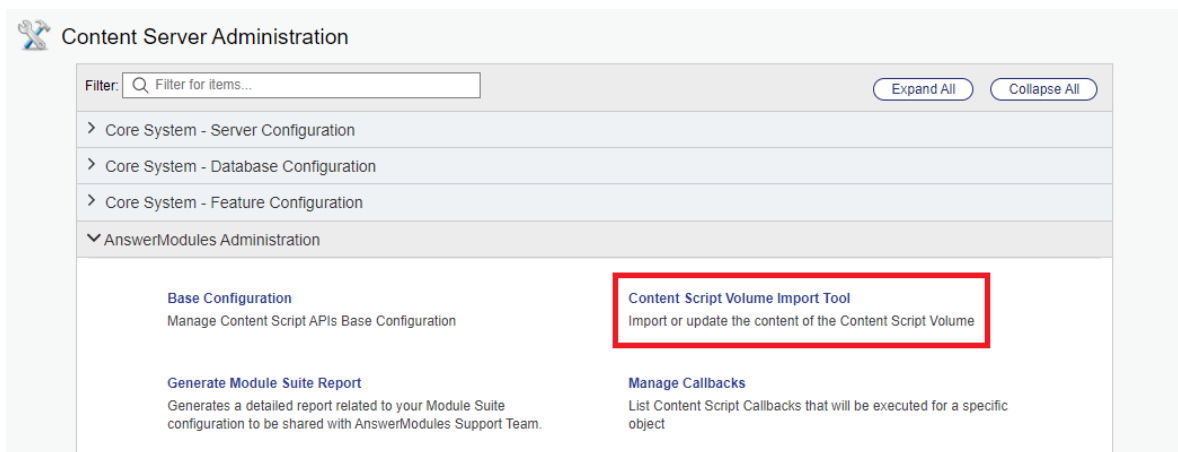 Content Server Administration
Filter: Filter for items...
Expand All
Collapse All
Core System - Server Configuration
Core System - Database Configuration
Core System - Feature Configuration
AnswerModules Administration
Base Configuration
Manage Content Script APIs Base Configuration
Content Script Volume Import Tool
Import or update the content of the Content Script Volume
Generate Module Suite Report
Generates a detailed report related to your Module Suite
configuration to be shared with AnswerModules Support Team.
Manage Callbacks
List Content Script Callbacks that will be executed for a specific
object